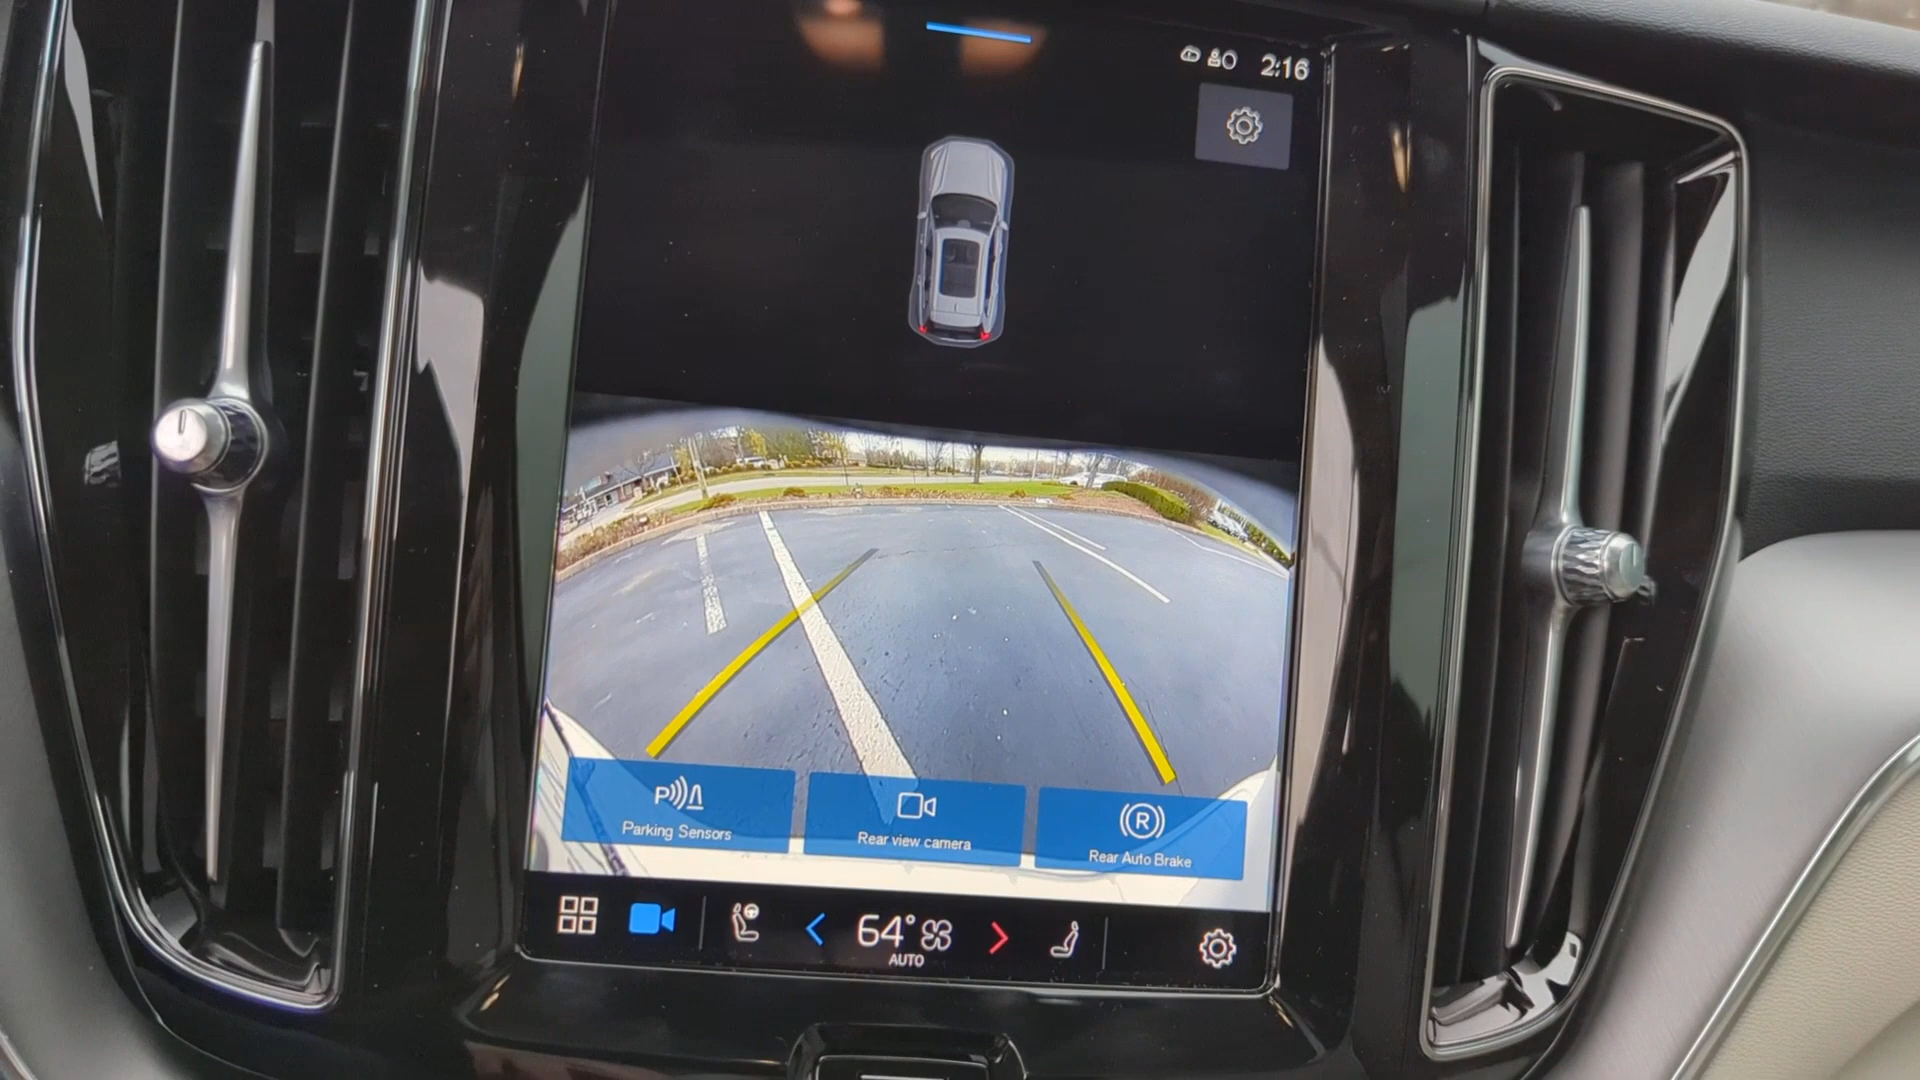 2:16
P
Parking Sensors
Rear view camera
R
Rear Auto Brake
64°
AUTO